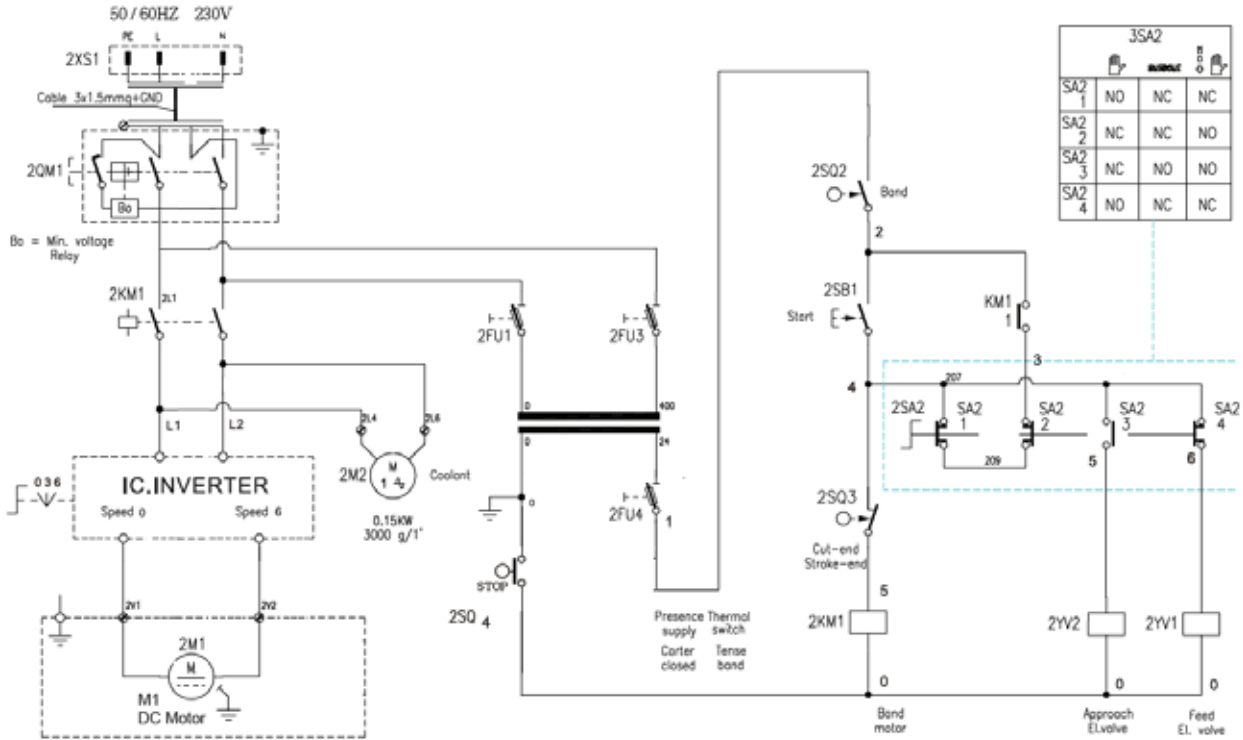 50 / 60HZ 230V
PE L N
2XS1
Cable 3x1.5mmq+GND
2QM1
Bo
Bo = Min. voltage
Relay
2KM1
2L1
L1
L2
2L4
2L6
036
IC.INVERTER
Speed 0
Speed 6
2M2
M
1
Coolant
0.15KW
3000 g/1'
2V1
2V2
2M1
M
M1
DC Motor
2FU1
2FU3
0
400
0
24
0
2FU4
1
STOP
2SQ 4
Presence Thermal
supply switch
Carter Tense
closed band
2SQ2
Band
2
2SB1
Start
KM1
1
3
4
207
2SA2
SA2
1
SA2
2
SA2
3
SA2
4
209
5
6
2SQ3
Cut-end
Stroke-end
5
2KM1
2YV2
2YV1
0
0
0
Band
motor
Approach
El.valve
Feed
El. valve
3SA2
SA2 1 NO NC NC
SA2 2 NC NC NO
SA2 3 NC NO NO
SA2 4 NO NC NC